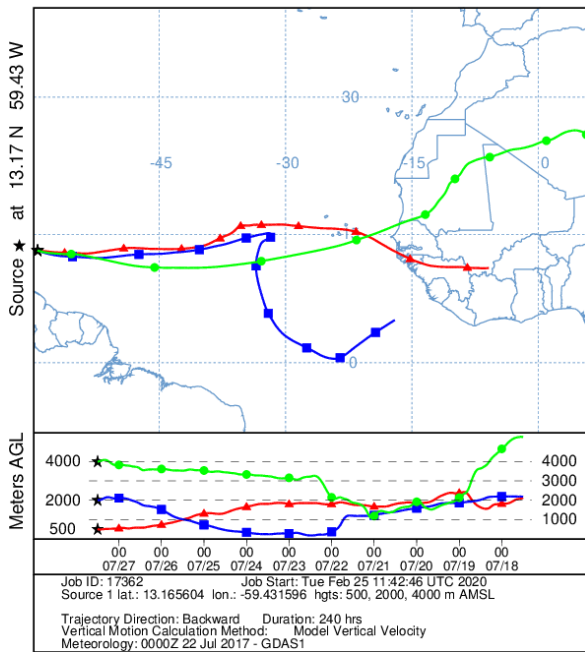 Source ★ at 13.17 N 59.43 W
30
-45
-30
-15
0
0
Meters AGL
4000
2000
500
4000
3000
2000
1000
00 00 00 00 00 00 00 00 00 00
07/27 07/26 07/25 07/24 07/23 07/22 07/21 07/20 07/19 07/18
Job ID: 17362 Job Start: Tue Feb 25 11:42:46 UTC 2020
Source 1 lat.: 13.165604 lon.: -59.431596 hgts: 500, 2000, 4000 m AMSL
Trajectory Direction: Backward Duration: 240 hrs
Vertical Motion Calculation Method: Model Vertical Velocity
Meteorology: 0000Z 22 Jul 2017 - GDAS1